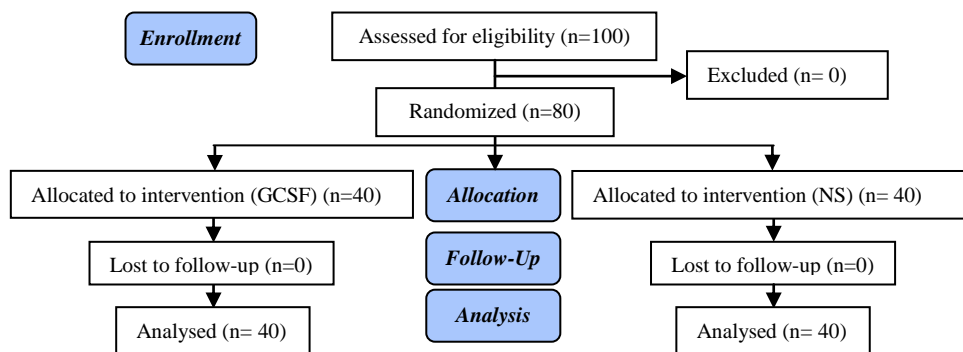 Enrollment
Assessed for eligibility (n=100)
Excluded (n= 0)
Randomized (n=80)
Allocated to intervention (GCSF) (n=40)
Allocation
Allocated to intervention (NS) (n= 40)
Lost to follow-up (n=0)
Follow-Up
Lost to follow-up (n=0)
Analysed (n= 40)
Analysis
Analysed (n= 40)